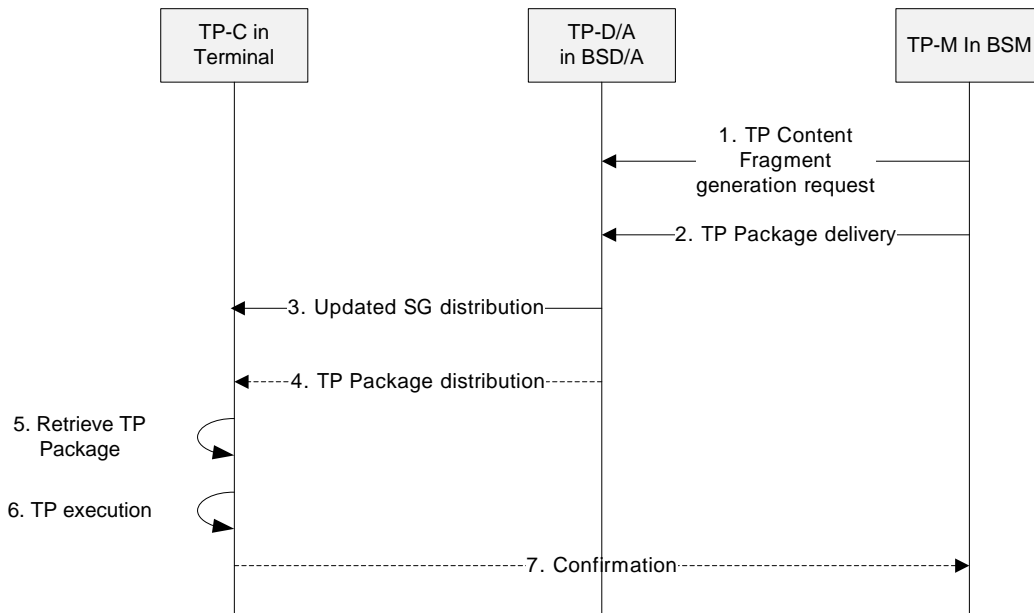 TP-C in
Terminal
TP-D/A
in BSD/A
TP-M In BSM
1. TP Content
Fragment
generation request
2. TP Package delivery
3. Updated SG distribution
4. TP Package distribution
5. Retrieve TP
Package
6. TP execution
7. Confirmation